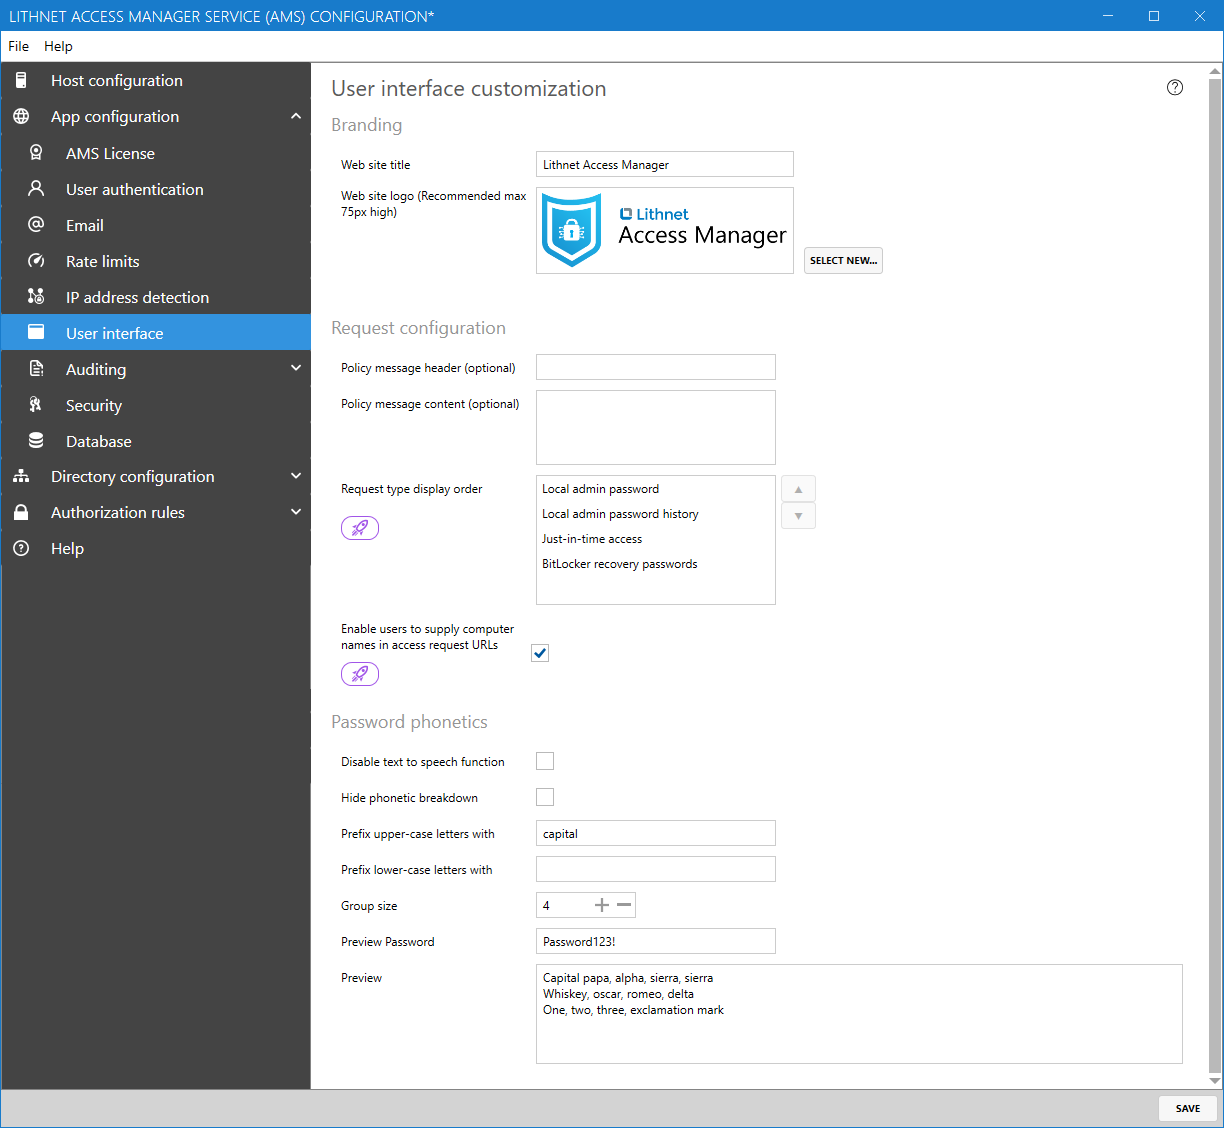 LITHNET ACCESS MANAGER SERVICE (AMS) CONFIGURATION*
File Help
Host configuration
App configuration
AMS License
User authentication
Email
Rate limits
IP address detection
User interface
Auditing
Security
Database
Directory configuration
Authorization rules
Help
User interface customization
Branding
Web site title
Lithnet Access Manager
Web site logo (Recommended max
75px high)
Lithnet
Access Manager
SELECT NEW...
Request configuration
Policy message header (optional)
Policy message content (optional)
Request type display order
Local admin password
Local admin password history
Just-in-time access
BitLocker recovery passwords
Enable users to supply computer
names in access request URLs
Password phonetics
Disable text to speech function
Hide phonetic breakdown
Prefix upper-case letters with
capital
Prefix lower-case letters with
Group size
4
Preview Password
Password123!
Preview
Capital papa, alpha, sierra, sierra
Whiskey, oscar, romeo, delta
One, two, three, exclamation mark
SAVE